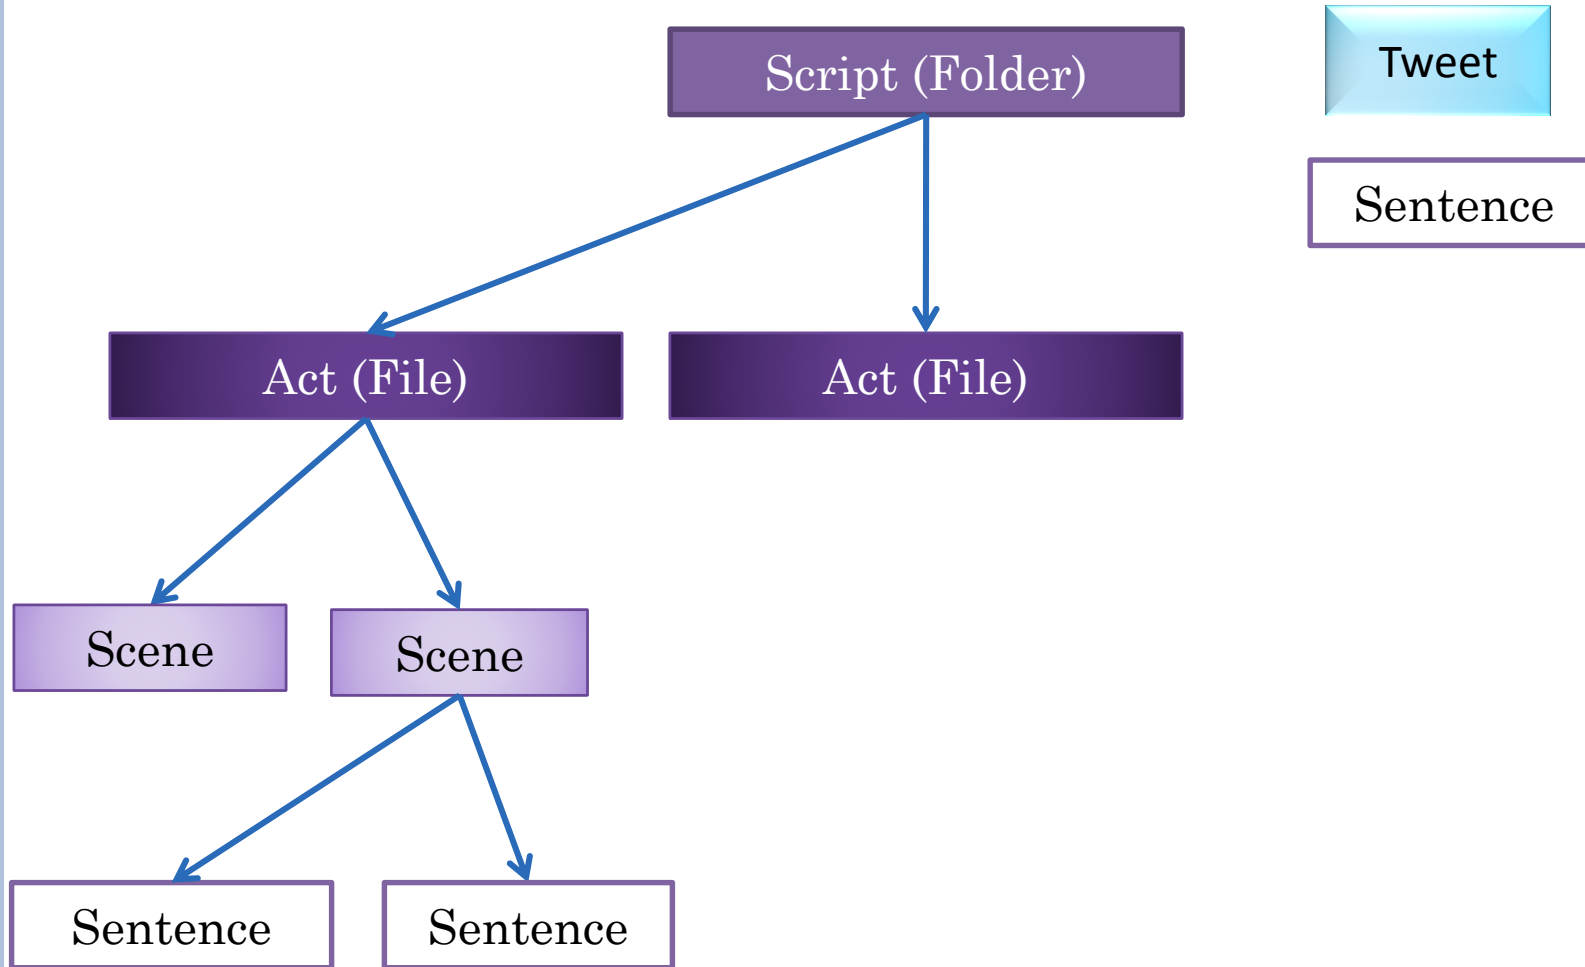 Script (Folder)
Tweet
Sentence
Act (File)
Act (File)
Scene
Scene
Sentence
Sentence